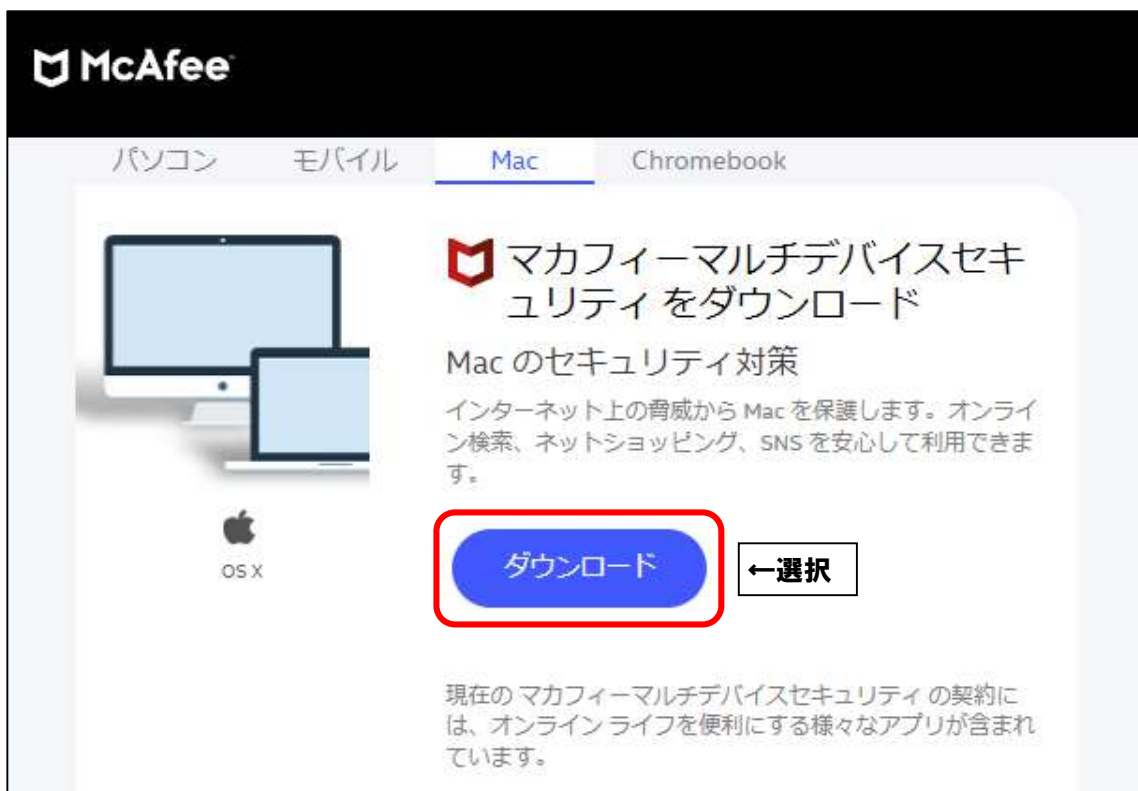 McAfee
パソコン モバイル Mac Chromebook
マカフィーマルチデバイスセキ
ュリティ をダウンロード
Mac のセキュリティ対策
インターネット上の脅威から Mac を保護します。オンライ
ン検索、ネットショッピング、SNS を安心して利用できま
す。
OS X
ダウンロード
←選択
現在の マカフィーマルチデバイスセキュリティ の契約に
は、オンライン ライフを便利にする様々なアプリが含まれ
ています。